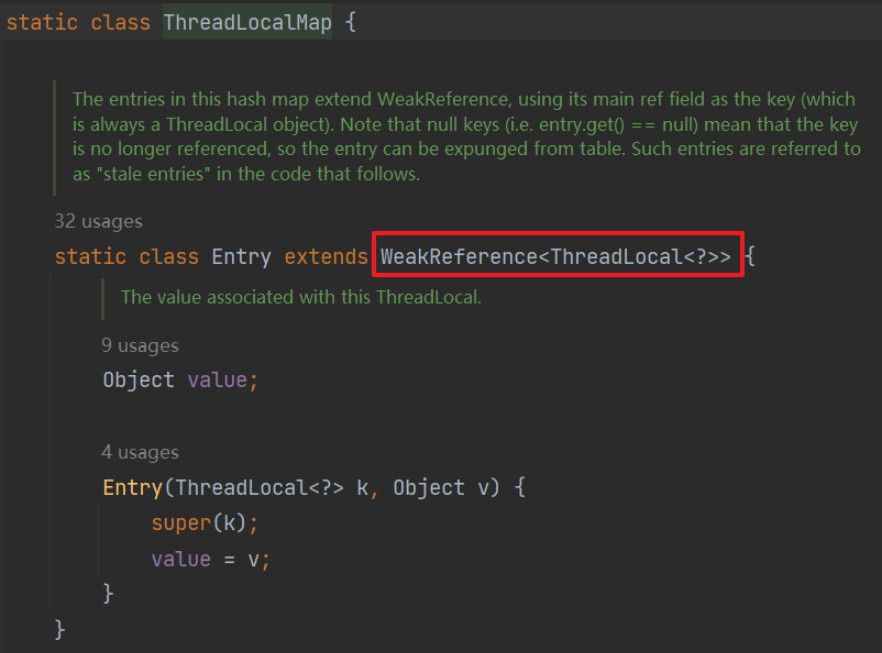 static class ThreadLocalMap {
The entries in this hash map extend WeakReference, using its main ref field as the key (which
is always a ThreadLocal object). Note that null keys (i.e. entry.get() == null) mean that the key
is no longer referenced, so the entry can be expunged from table. Such entries are referred to
as "stale entries" in the code that follows.
32 usages
static class Entry extends WeakReference<ThreadLocal<?>> {
The value associated with this ThreadLocal.
9 usages
Object value;
4 usages
Entry(ThreadLocal<?> k, Object v) {
super(k);
value = v;
}
}